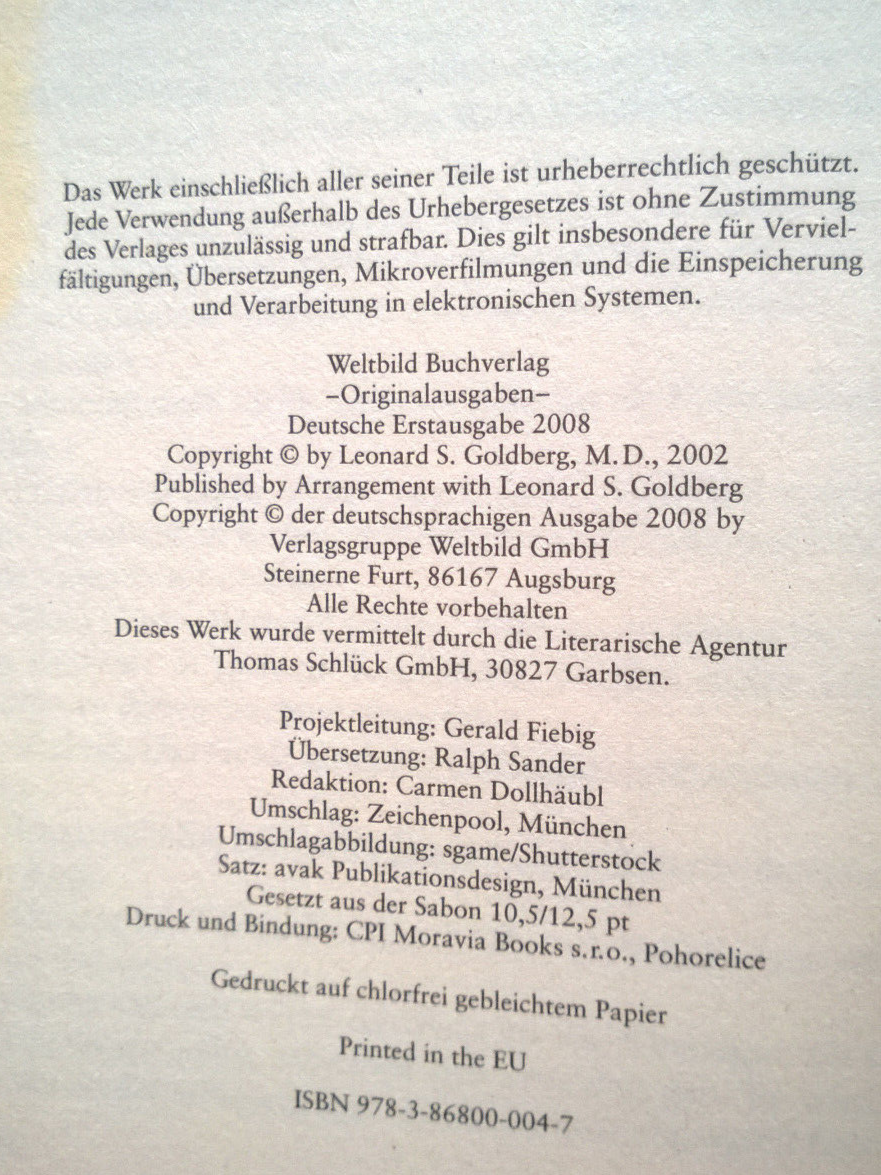 Das Werk einschließlich aller seiner Teile ist urheberrechtlich geschützt.
Jede Verwendung außerhalb des Urhebergesetzes ist ohne Zustimmung
des Verlages unzulässig und strafbar. Dies gilt insbesondere für Verviel-
fältigungen, Übersetzungen, Mikroverfilmungen und die Einspeicherung
und Verarbeitung in elektronischen Systemen.
Weltbild Buchverlag
–Originalausgaben–
Deutsche Erstausgabe 2008
Copyright © by Leonard S. Goldberg, M.D., 2002
Published by Arrangement with Leonard S. Goldberg
Copyright © der deutschsprachigen Ausgabe 2008 by
Verlagsgruppe Weltbild GmbH
Steinerne Furt, 86167 Augsburg
Alle Rechte vorbehalten
Dieses Werk wurde vermittelt durch die Literarische Agentur
Thomas Schlück GmbH, 30827 Garbsen.
Projektleitung: Gerald Fiebig
Übersetzung: Ralph Sander
Redaktion: Carmen Dollhäubl
Umschlag: Zeichenpool, München
Umschlagabbildung: sgame/Shutterstock
Satz: avak Publikationsdesign, München
Gesetzt aus der Sabon 10,5/12,5 pt
Druck und Bindung: CPI Moravia Books s.r.o., Pohorelice
Gedruckt auf chlorfrei gebleichtem Papier
Printed in the EU
ISBN 978-3-86800-004-7